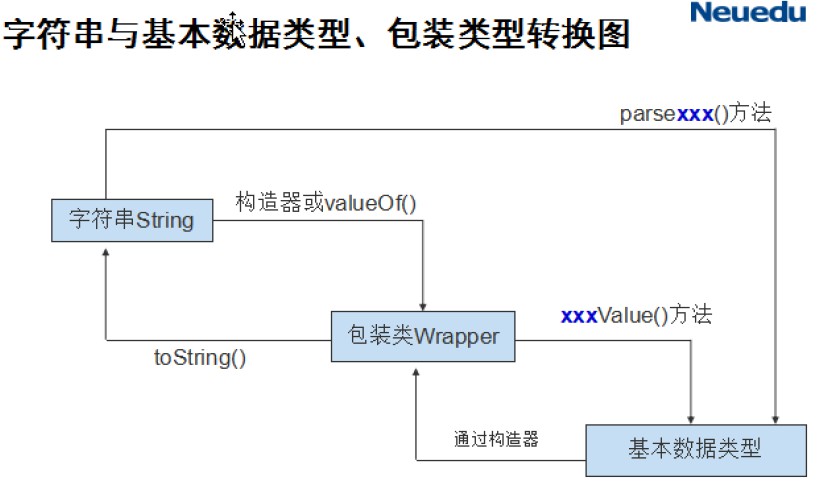 Neuedu
字符串与基本数据类型、包装类型转换图
parsexxx()方法
构造器或valueOf()
字符串String
xxxValue()方法
包装类Wrapper
toString()
通过构造器
基本数据类型